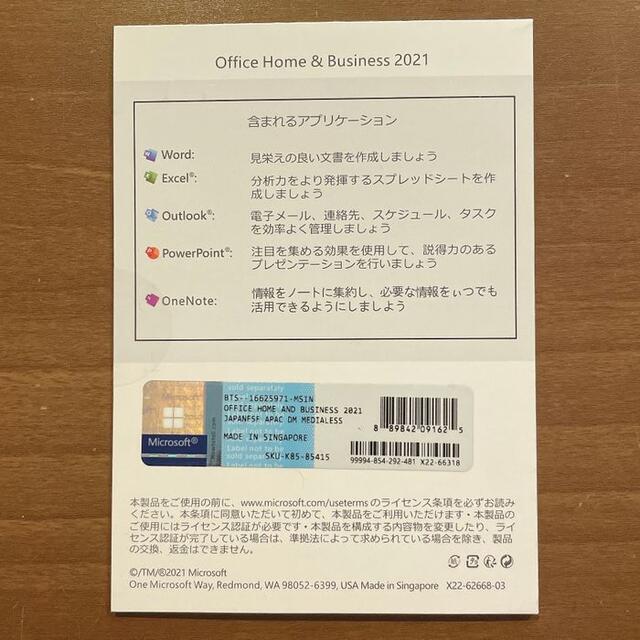 Office Home & Business 2021
含まれるアプリケーション
Word: 見栄えの良い文書を作成しましょう
Excel®: 分析力をより発揮するスプレッドシートを作
成しましょう
Outlook®: 電子メール、連絡先、スケジュール、タスク
を効率よく管理しましょう
PowerPoint®: 注目を集める効果を使用して、説得力のある
プレゼンテーションを行いましょう
OneNote: 情報をノートに集約し、必要な情報をぃつでも
活用できるようにしましよう
sold separately
BTS--16625971-MSIN
OFFICE HOME AND BUSINESS 2021
JAPANFSF APAC DM MEDIALESS
Label not to be
MADE IN SINGAPORE
Label not to be
sold separately
SKU-K85-85415
Microsoft®
8 89842 09162 5
99994-854-292-481 X22-66318
本製品をご使用の前に、www.microsoft.com/useterms のライセンス条項を必ずお読み
ください。本条項に同意いただいて初めて、本製品をご利用いただけます・本製品の
ご使用にはライセンス認証が必要です・本製品を構成する内容物を変更したり、ライ
センス認証が完了している場合は、準拠法によって求められている場合を除き、製品
の交換、返金はできません。
©/TM/®2021 Microsoft
One Microsoft Way, Redmond, WA 98052-6399, USA Made in Singapore X22-62668-03